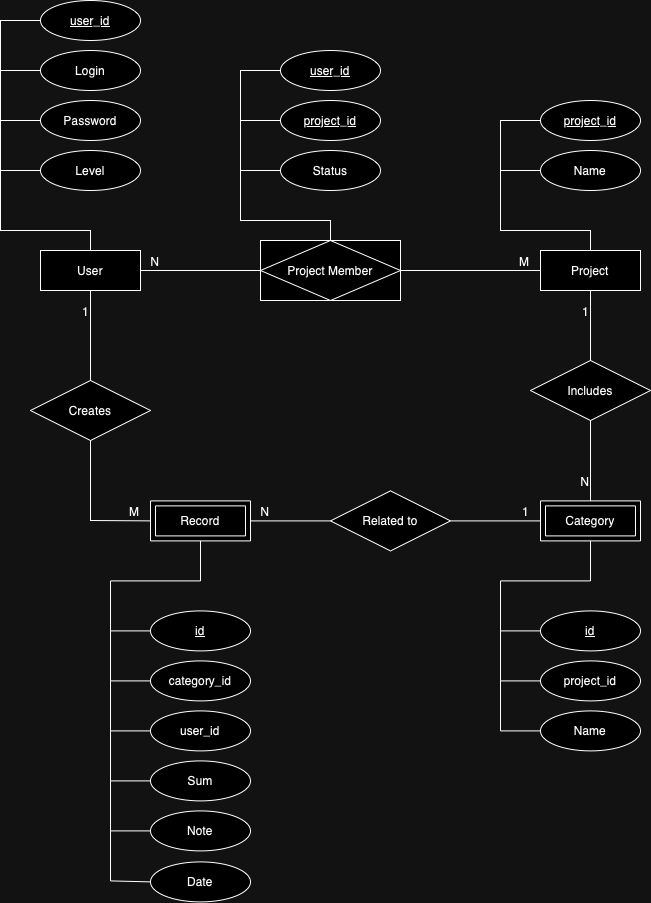 user_id
Login
Password
Level
user_id
project_id
Status
project_id
Name
User
N
Project Member
M
Project
1
1
Creates
Includes
N
M
Record
N
Related to
1
Category
id
category_id
user_id
Sum
Note
Date
id
project_id
Name